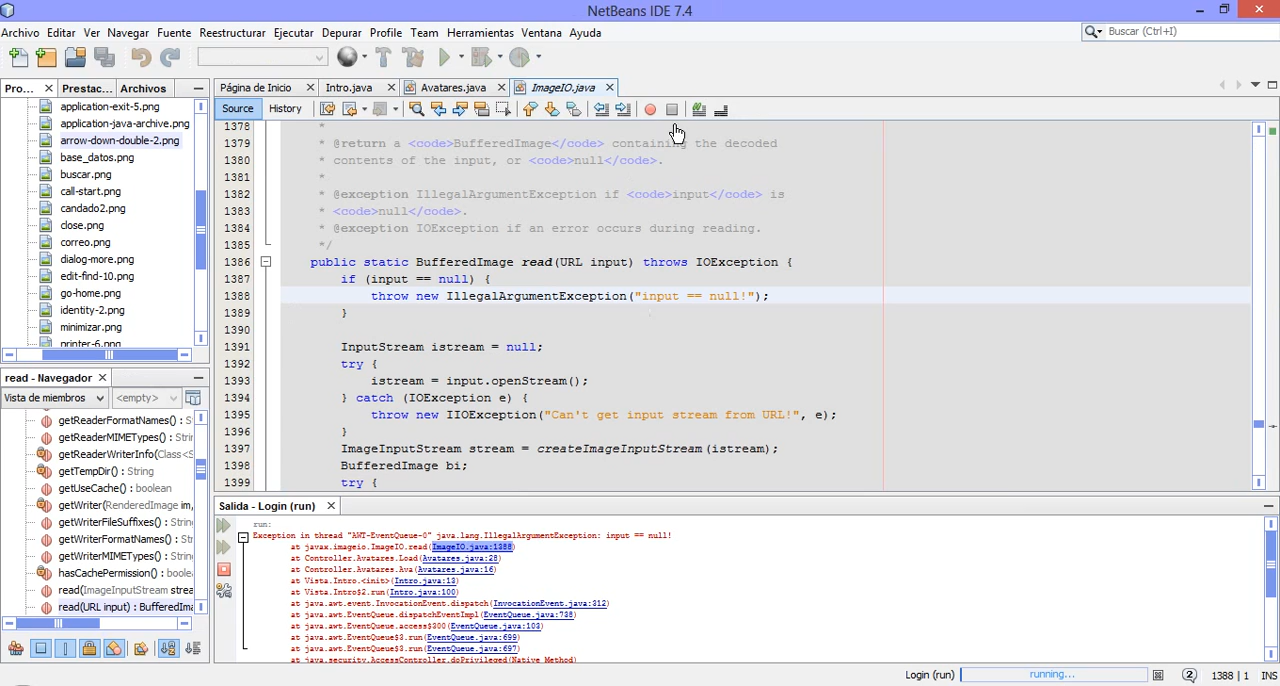 NetBeans IDE 7.4
Archivo Editar Ver Navegar Fuente Reestructurar Ejecutar Depurar Profile Team Herramientas Ventana Ayuda
Buscar (Ctrl+I)
Pro... Prestac... Archivos
Página de Inicio Intro.java Avatares.java ImageIO.java
Source History
application-exit-5.png
application-java-archive.png
arrow-down-double-2.png
base_datos.png
buscar.png
call-start.png
candado2.png
close.png
correo.png
dialog-more.png
edit-find-10.png
go-home.png
identity-2.png
minimizar.png
printer-6.png
1378 *
1379 * @return a <code>BufferedImage</code> containing the decoded
1380 * contents of the input, or <code>null</code>.
1381 *
1382 * @exception IllegalArgumentException if <code>input</code> is
1383 * <code>null</code>.
1384 * @exception IOException if an error occurs during reading.
1385 */
1386 public static BufferedImage read(URL input) throws IOException {
1387 if (input == null) {
1388 throw new IllegalArgumentException("input == null!");
1389 }
1390
1391 InputStream istream = null;
1392 try {
1393 istream = input.openStream();
1394 } catch (IOException e) {
1395 throw new IIOException("Can't get input stream from URL!", e);
1396 }
1397 ImageInputStream stream = createImageInputStream(istream);
1398 BufferedImage bi;
1399 try {
read - Navegador
Vista de miembros <empty>
getReaderFormatNames() : S
getReaderMIMETypes() : Strin
getReaderWriterInfo(Class<S
getTempDir() : String
getUseCache() : boolean
getWriter(RenderedImage im,
getWriterFileSuffixes() : Strin
getWriterFormatNames() : S
getWriterMIMETypes() : Strin
hasCachePermission() : boole
read(ImageInputStream strea
read(URL input) : BufferedIma
Salida - Login (run)
run:
Exception in thread "AWT-EventQueue-0" java.lang.IllegalArgumentException: input == null!
at javax.imageio.ImageIO.read(ImageIO.java:1388)
at Controller.Avatares.Load(Avatares.java:28)
at Controller.Avatares.Ava(Avatares.java:16)
at Vista.Intro.<init>(Intro.java:13)
at Vista.Intro$2.run(Intro.java:100)
at java.awt.event.InvocationEvent.dispatch(InvocationEvent.java:312)
at java.awt.EventQueue.dispatchEventImpl(EventQueue.java:738)
at java.awt.EventQueue.access$300(EventQueue.java:103)
at java.awt.EventQueue$3.run(EventQueue.java:699)
at java.awt.EventQueue$3.run(EventQueue.java:697)
at java.security.AccessController.doPrivileged(Native Method)
Login (run) running... 2 1388 | 1 INS